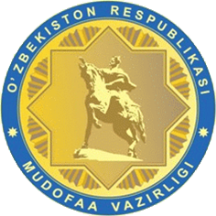 O'ZBEKISTON RESPUBLIKASI
MUDOFAA VAZIRLIGI